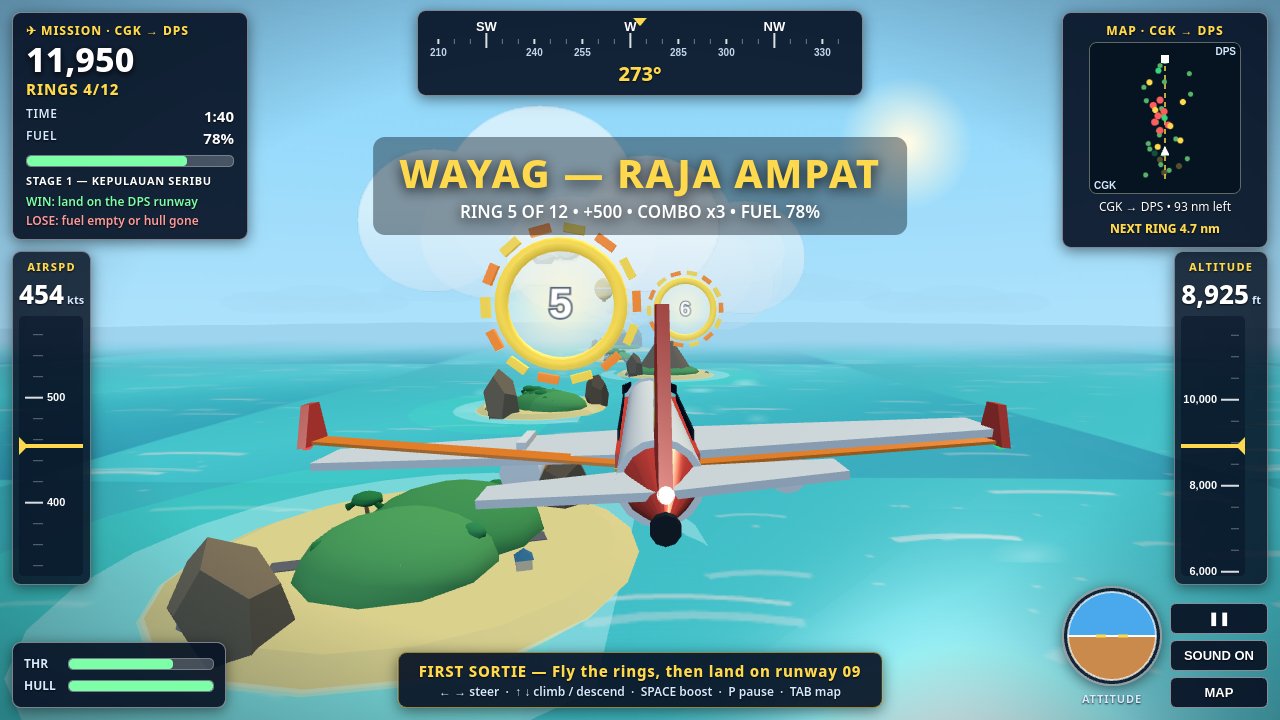 ✈ MISSION · CGK → DPS
11,950
RINGS 4/12
TIME 1:40
FUEL 78%
STAGE 1 — KEPULAUAN SERIBU
WIN: land on the DPS runway
LOSE: fuel empty or hull gone
SW W NW
210 240 255 285 300 330
273°
MAP · CGK → DPS
DPS
CGK
CGK → DPS • 93 nm left
NEXT RING 4.7 nm
WAYAG — RAJA AMPAT
RING 5 OF 12 • +500 • COMBO x3 • FUEL 78%
5
6
AIRSPD
454 kts
500
400
ALTITUDE
8,925 ft
10,000
8,000
6,000
THR
HULL
FIRST SORTIE — Fly the rings, then land on runway 09
← → steer · ↑ ↓ climb / descend · SPACE boost · P pause · TAB map
ATTITUDE
❚❚
SOUND ON
MAP